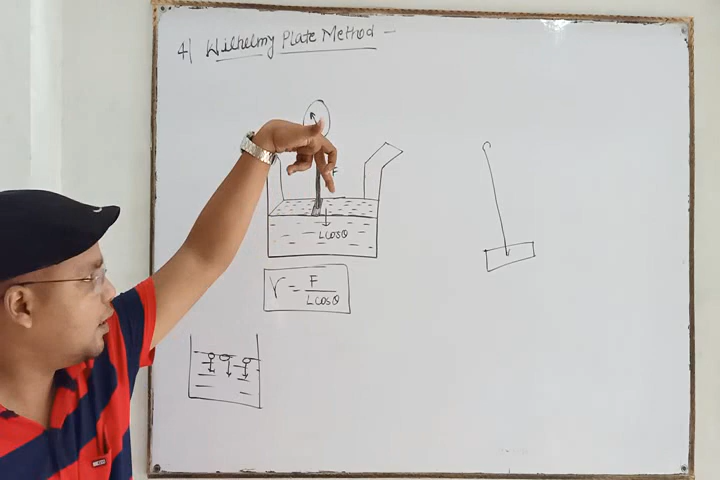 4) Wilhelmy Plate Method -
F
Lcosθ
γ = F / Lcosθ